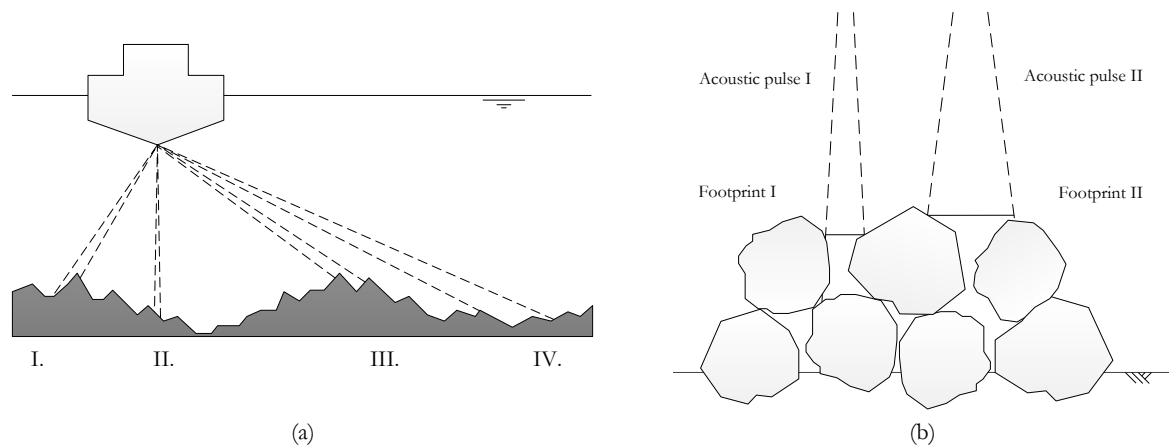 I.
II.
III.
IV.
(a)
Acoustic pulse I
Acoustic pulse II
Footprint I
Footprint II
(b)